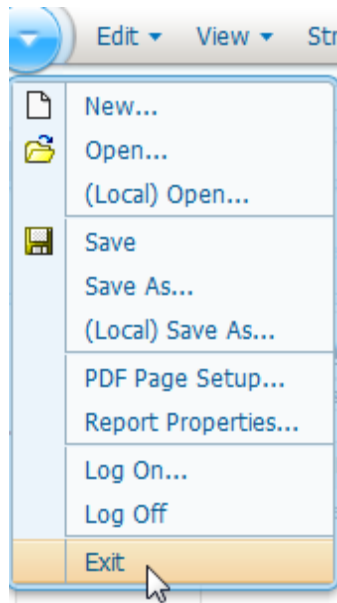 Edit View Str
New...
Open...
(Local) Open...
Save
Save As...
(Local) Save As...
PDF Page Setup...
Report Properties...
Log On...
Log Off
Exit